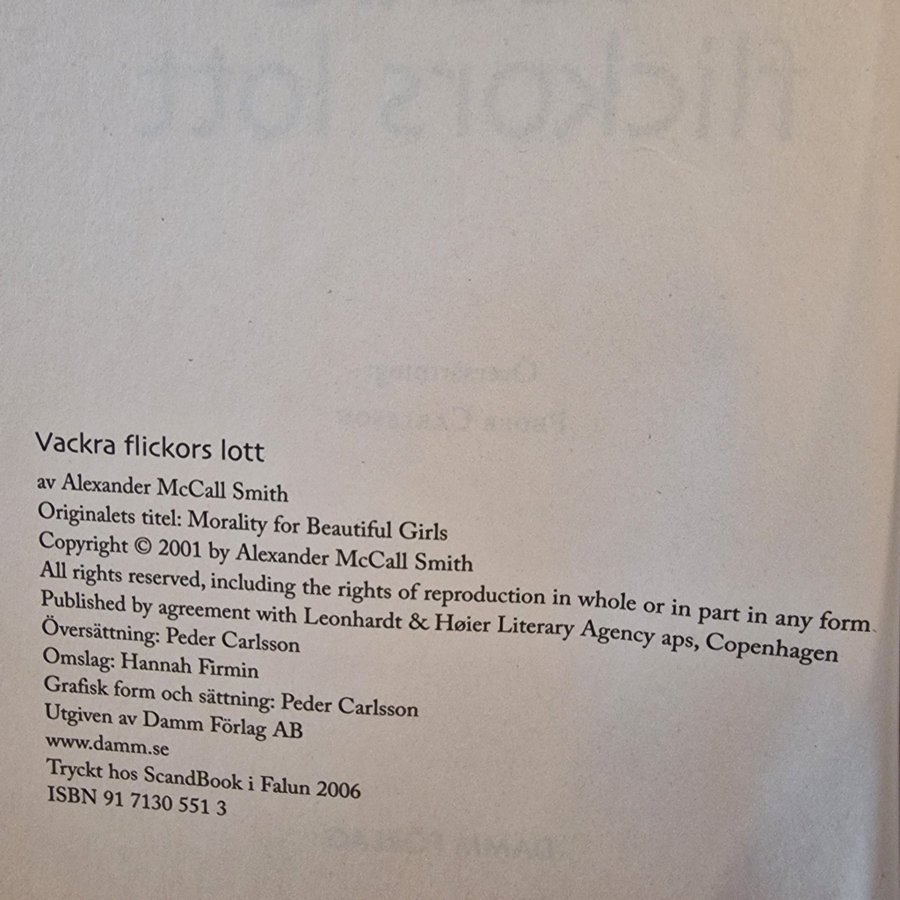 Vackra flickors lott
av Alexander McCall Smith
Originalets titel: Morality for Beautiful Girls
Copyright © 2001 by Alexander McCall Smith
All rights reserved, including the rights of reproduction in whole or in part in any form.
Published by agreement with Leonhardt & Høier Literary Agency aps, Copenhagen
Översättning: Peder Carlsson
Omslag: Hannah Firmin
Grafisk form och sättning: Peder Carlsson
Utgiven av Damm Förlag AB
www.damm.se
Tryckt hos ScandBook i Falun 2006
ISBN 91 7130 551 3